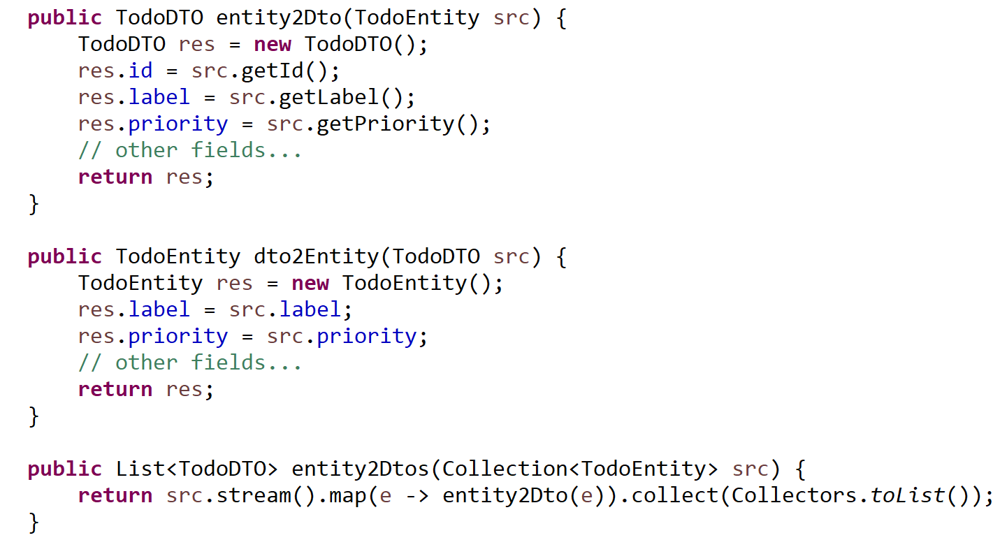 public TodoDTO entity2Dto(TodoEntity src) {
    TodoDTO res = new TodoDTO();
    res.id = src.getId();
    res.label = src.getLabel();
    res.priority = src.getPriority();
    // other fields...
    return res;
}

public TodoEntity dto2Entity(TodoDTO src) {
    TodoEntity res = new TodoEntity();
    res.label = src.label;
    res.priority = src.priority;
    // other fields...
    return res;
}

public List<TodoDTO> entity2Dtos(Collection<TodoEntity> src) {
    return src.stream().map(e -> entity2Dto(e)).collect(Collectors.toList());
}